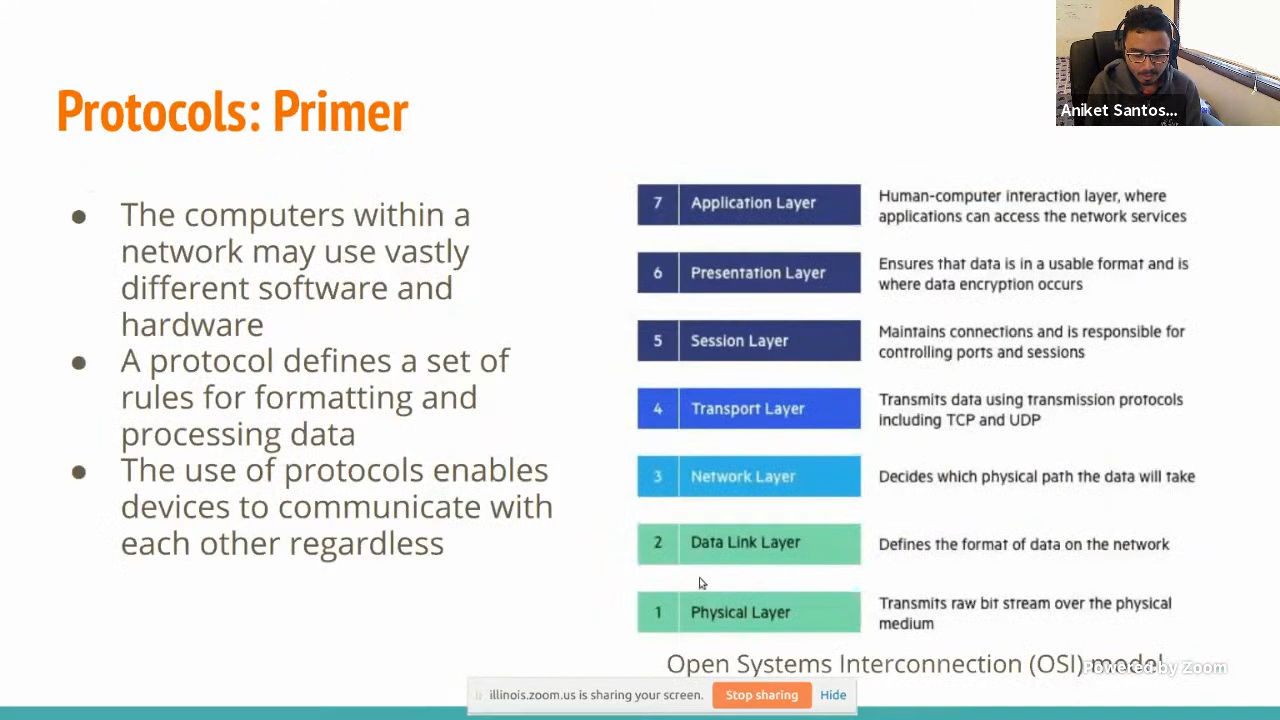 Aniket Santos...
Protocols: Primer
● The computers within a
network may use vastly
different software and
hardware
● A protocol defines a set of
rules for formatting and
processing data
● The use of protocols enables
devices to communicate with
each other regardless
7 Application Layer
Human-computer interaction layer, where
applications can access the network services
6 Presentation Layer
Ensures that data is in a usable format and is
where data encryption occurs
5 Session Layer
Maintains connections and is responsible for
controlling ports and sessions
4 Transport Layer
Transmits data using transmission protocols
including TCP and UDP
3 Network Layer
Decides which physical path the data will take
2 Data Link Layer
Defines the format of data on the network
1 Physical Layer
Transmits raw bit stream over the physical
medium
Open Systems Interconnection (OSI) model
Powered by Zoom
illinois.zoom.us is sharing your screen. Stop sharing Hide